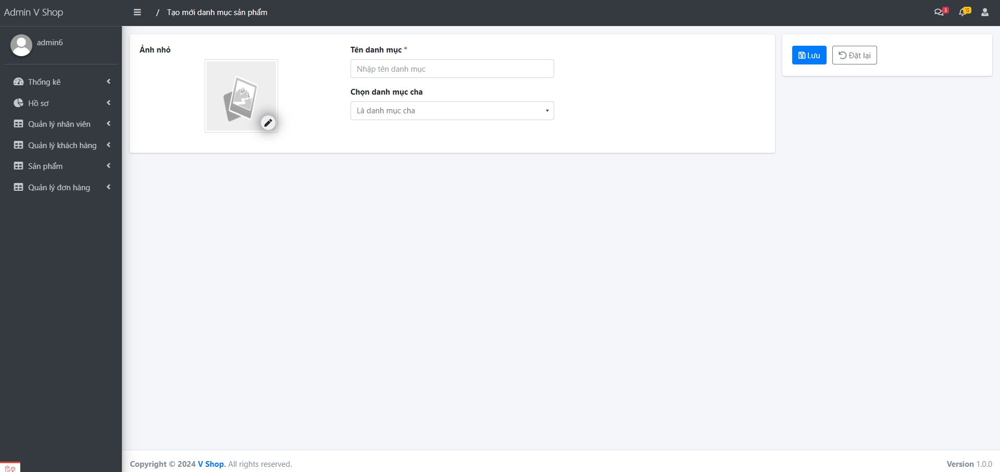 Admin V Shop
/ Tạo mới danh mục sản phẩm
3
15
admin6
Thống kê
Hồ sơ
Quản lý nhân viên
Quản lý khách hàng
Sản phẩm
Quản lý đơn hàng
Ảnh nhỏ
Tên danh mục *
Nhập tên danh mục
Chọn danh mục cha
Là danh mục cha
Lưu
Đặt lại
Copyright © 2024 V Shop. All rights reserved.
Version 1.0.0